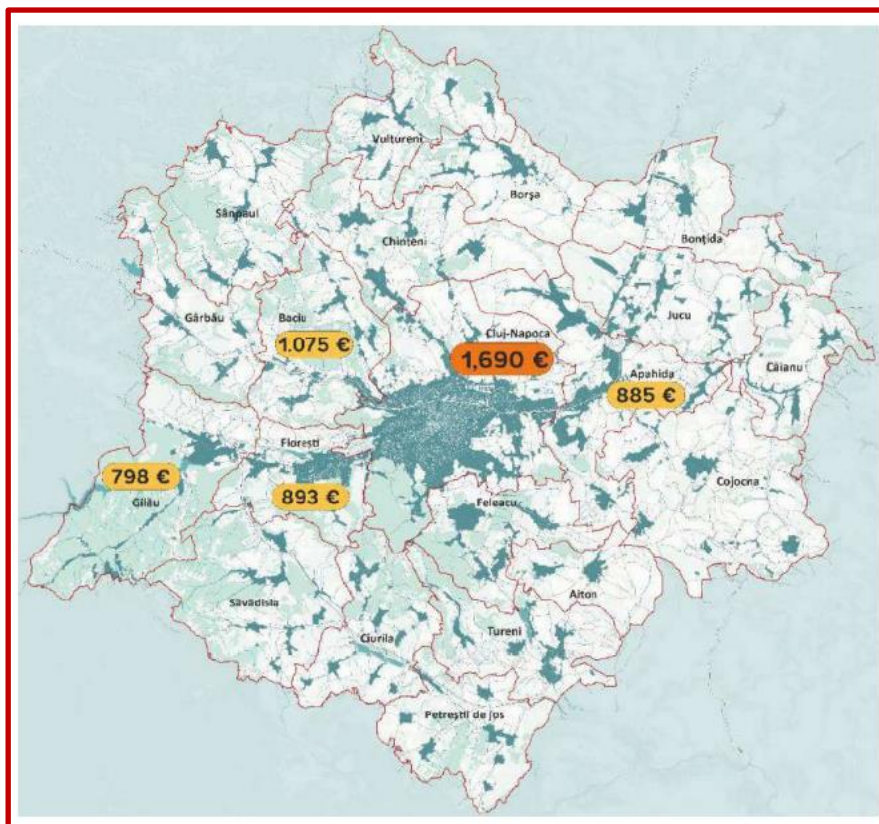 Vultureni
Borșa
Sânpaul
Chinteni
Bonțida
Gârbău
Baciu
1.075 €
Cluj-Napoca
1,690 €
Jucu
Apahida
885 €
Căianu
Florești
893 €
798 €
Gilău
Cojocna
Feleacu
Aiton
Săvădisla
Ciurila
Tureni
Petreștii de Jos